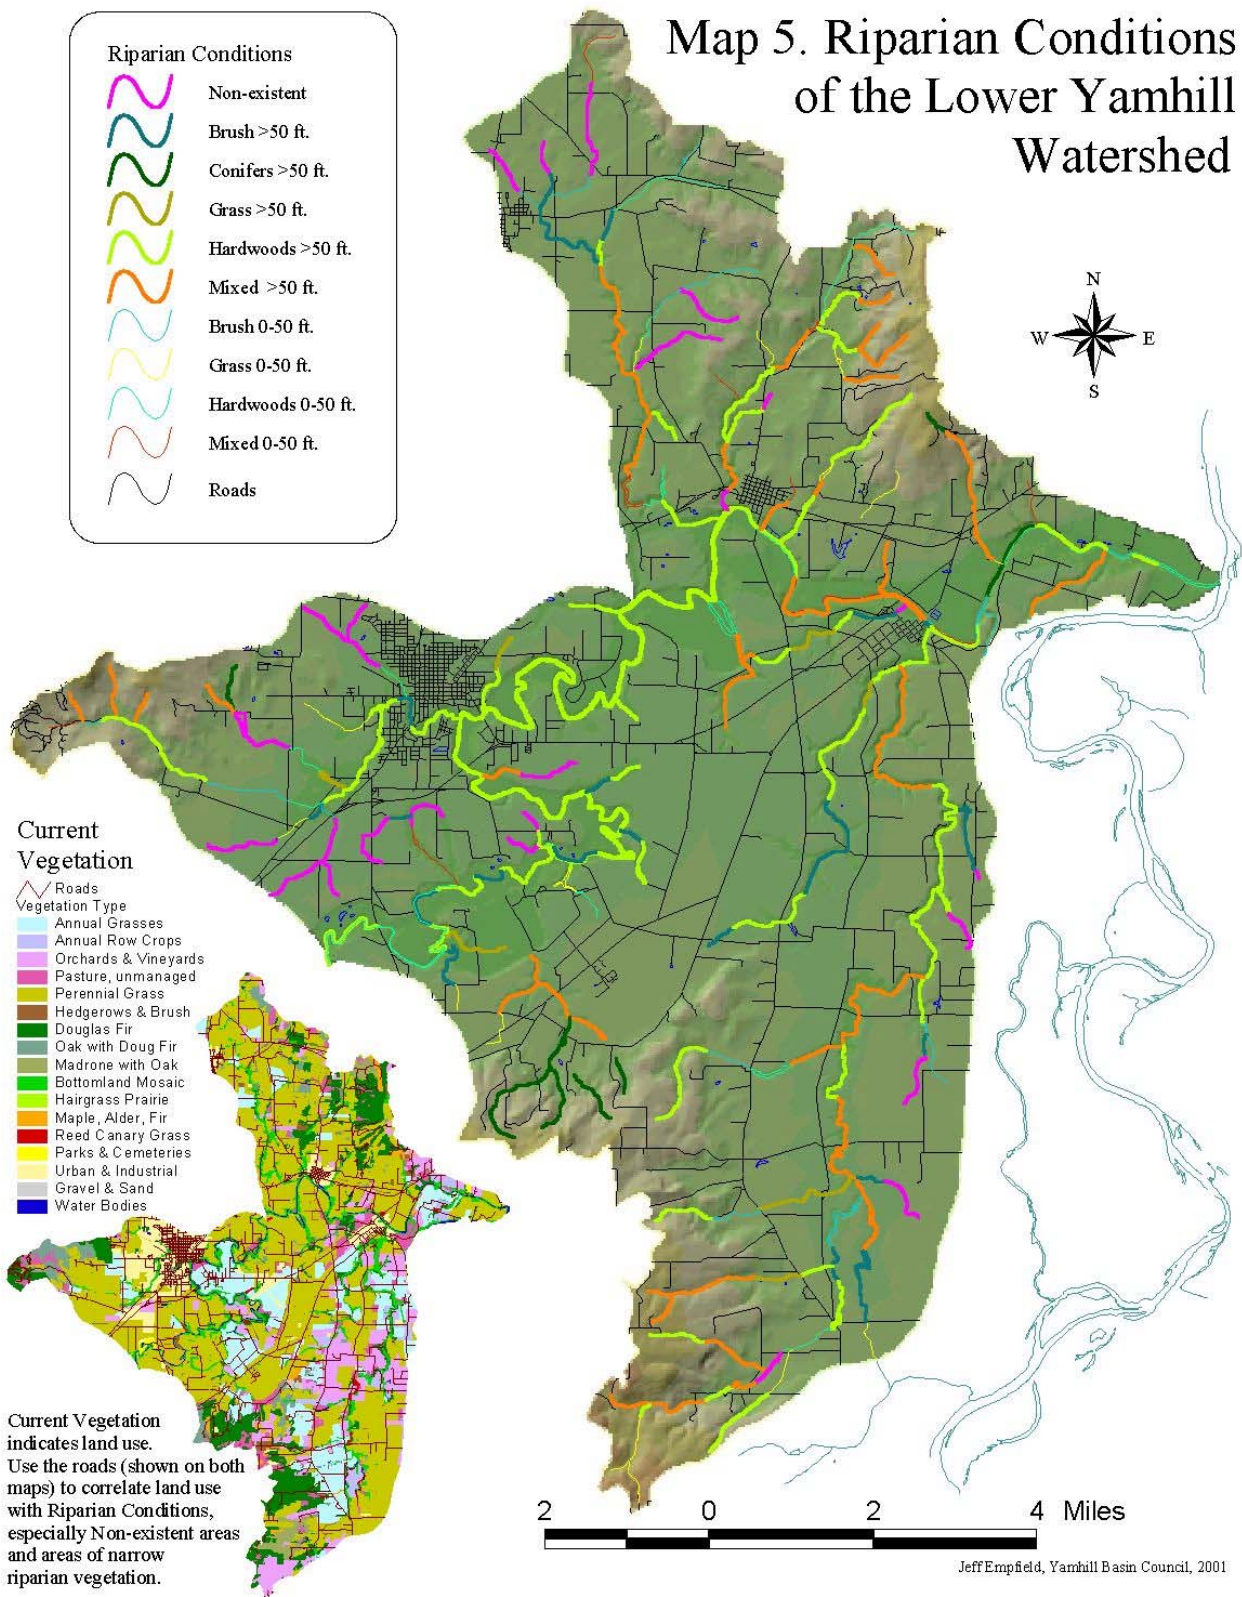 Map 5. Riparian Conditions
of the Lower Yamhill
Watershed
Riparian Conditions
Non-existent
Brush >50 ft.
Conifers >50 ft.
Grass >50 ft.
Hardwoods >50 ft.
Mixed >50 ft.
Brush 0-50 ft.
Grass 0-50 ft.
Hardwoods 0-50 ft.
Mixed 0-50 ft.
Roads
N
W E
S
Current
Vegetation
Roads
Vegetation Type
Annual Grasses
Annual Row Crops
Orchards & Vineyards
Pasture, unmanaged
Perennial Grass
Hedgerows & Brush
Douglas Fir
Oak with Doug Fir
Madrone with Oak
Bottomland Mosaic
Hairgrass Prairie
Maple, Alder, Fir
Reed Canary Grass
Parks & Cemeteries
Urban & Industrial
Gravel & Sand
Water Bodies
Current Vegetation
indicates land use.
Use the roads (shown on both
maps) to correlate land use
with Riparian Conditions,
especially Non-existent areas
and areas of narrow
riparian vegetation.
2 0 2 4 Miles
Jeff Empfield, Yamhill Basin Council, 2001